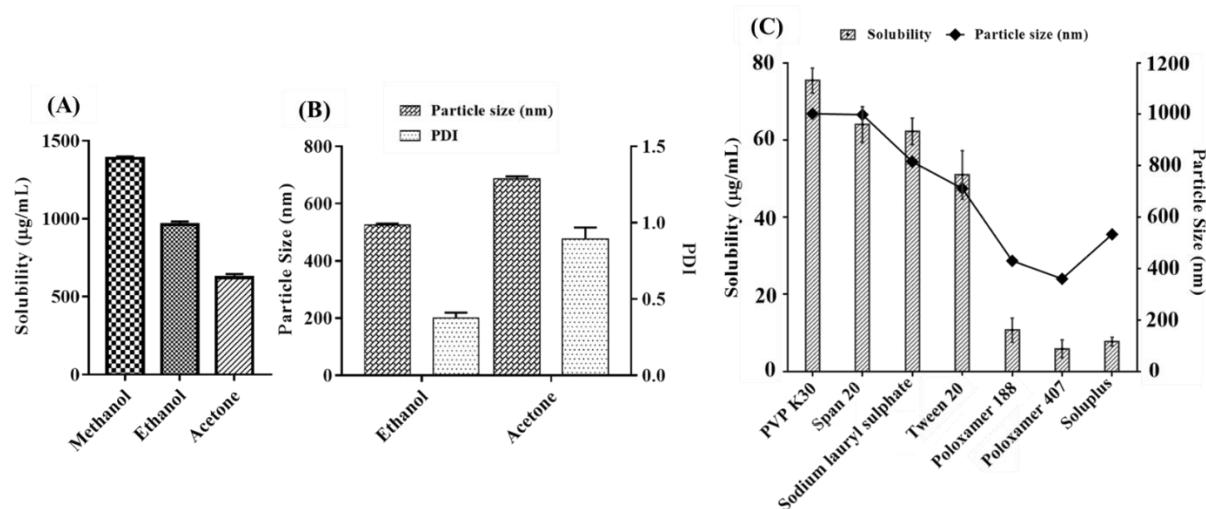 (A)
Solubility (µg/mL)
1500
1000
500
0
Methanol
Ethanol
Acetone
(B)
Particle size (nm)
PDI
Particle Size (nm)
800
600
400
200
0
1.5
1.0
0.5
0.0
PDI
Ethanol
Acetone
(C)
Solubility
Particle size (nm)
Solubility (µg/mL)
80
60
40
20
0
1200
1000
800
600
400
200
0
Particle Size (nm)
PVP K30
Span 20
Sodium lauryl sulphate
Tween 20
Poloxamer 188
Poloxamer 407
Soluplus